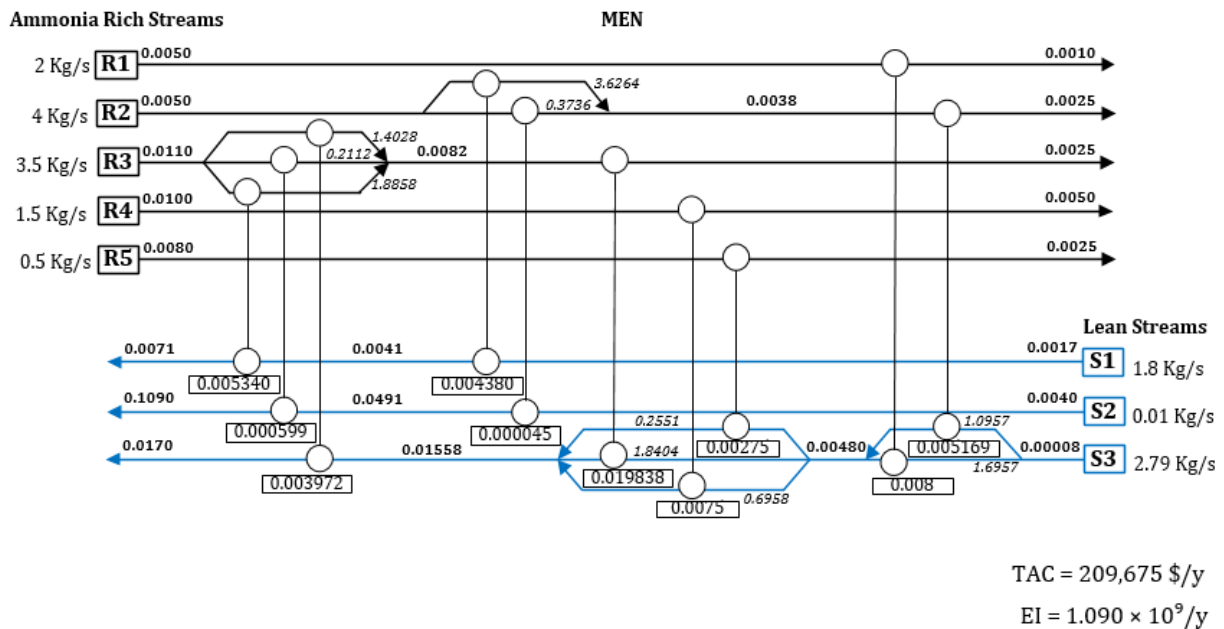 Ammonia Rich Streams MEN
2 Kg/s R1 0.0050 0.0010
3.6264
4 Kg/s R2 0.0050 0.3736 0.0038 0.0025
1.4028
3.5 Kg/s R3 0.0110 0.2112 0.0082 0.0025
1.8858
1.5 Kg/s R4 0.0100 0.0050
0.5 Kg/s R5 0.0080 0.0025
Lean Streams
0.0071 0.0041 0.0017 S1 1.8 Kg/s
0.005340 0.004380
0.1090 0.0491 0.0040 S2 0.01 Kg/s
0.000599 0.000045 0.2551 1.0957
0.00275 0.005169
0.0170 0.01558 1.8404 0.00480 0.00008 S3 2.79 Kg/s
0.003972 0.019838 1.6957
0.0075 0.6958 0.008
TAC = 209,675 $/y
EI = 1.090 × 10⁹/y